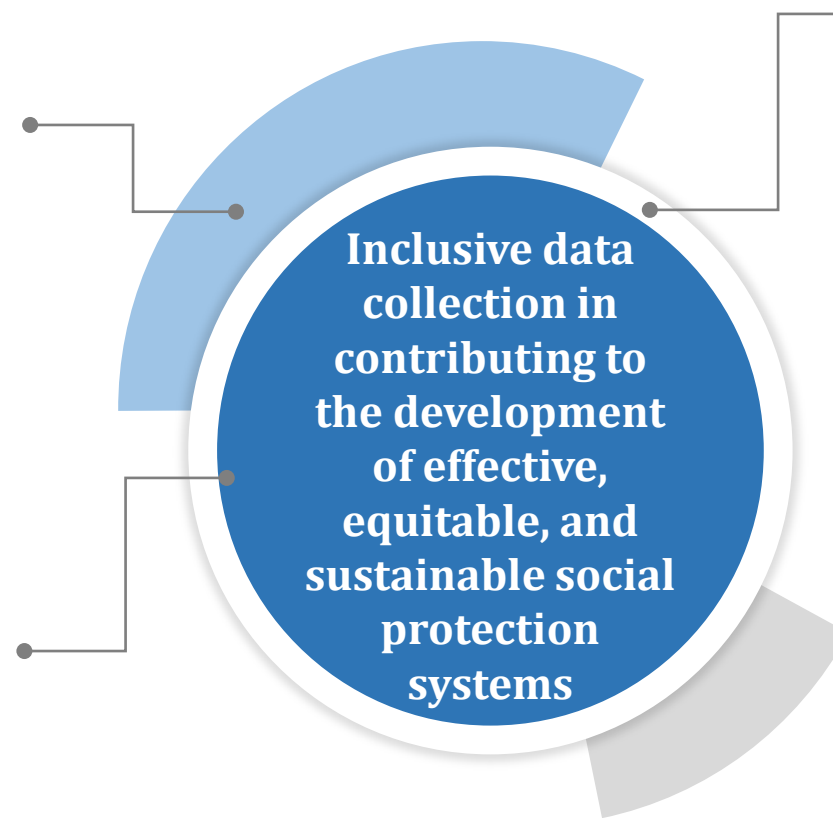 Inclusive data
collection in
contributing to
the development
of effective,
equitable, and
sustainable social
protection
systems